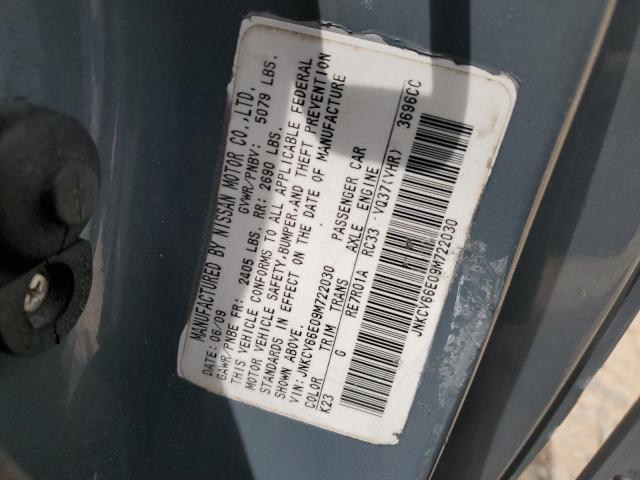 MANUFACTURED BY NISSAN MOTOR CO.,LTD.
DATE: 06/09 GVWR/PNBV: 5079 LBS.
GAWR/PNBE FR: 2405 LBS. RR: 2690 LBS.
THIS VEHICLE CONFORMS TO ALL APPLICABLE FEDERAL
MOTOR VEHICLE SAFETY,BUMPER,AND THEFT PREVENTION
STANDARDS IN EFFECT ON THE DATE OF MANUFACTURE
SHOWN ABOVE.
VIN: JNKCV66E09M722030 PASSENGER CAR
COLOR TRIM TRANS AXLE ENGINE
K23 G RE7R01A RC33 VQ37(VHR) 3696CC
JNKCV66E09M722030